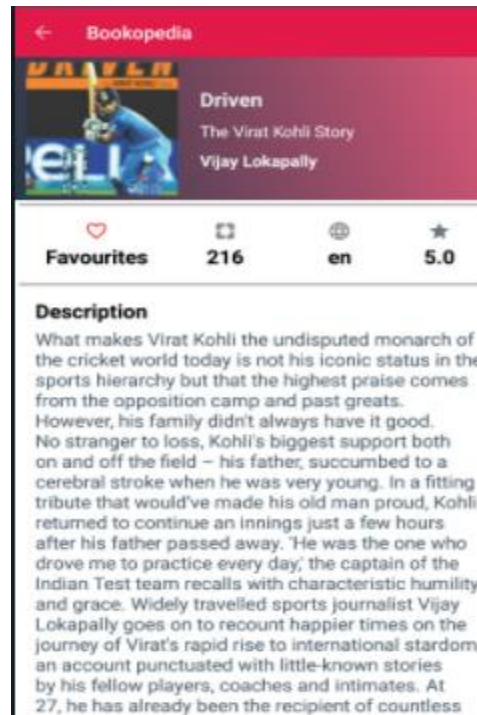 Bookopedia
DRIVEN
Driven
The Virat Kohli Story
Vijay Lokapally
Favourites
216
en
5.0
Description
What makes Virat Kohli the undisputed monarch of
the cricket world today is not his iconic status in the
sports hierarchy but that the highest praise comes
from the opposition camp and past greats.
However, his family didn't always have it good.
No stranger to loss, Kohli's biggest support both
on and off the field – his father, succumbed to a
cerebral stroke when he was very young. In a fitting
tribute that would've made his old man proud, Kohli
returned to continue an innings just a few hours
after his father passed away. 'He was the one who
drove me to practice every day,' the captain of the
Indian Test team recalls with characteristic humility
and grace. Widely travelled sports journalist Vijay
Lokapally goes on to recount happier times on the
journey of Virat's rapid rise to international stardom,
an account punctuated with little-known stories
by his fellow players, coaches and intimates. At
27, he has already been the recipient of countless